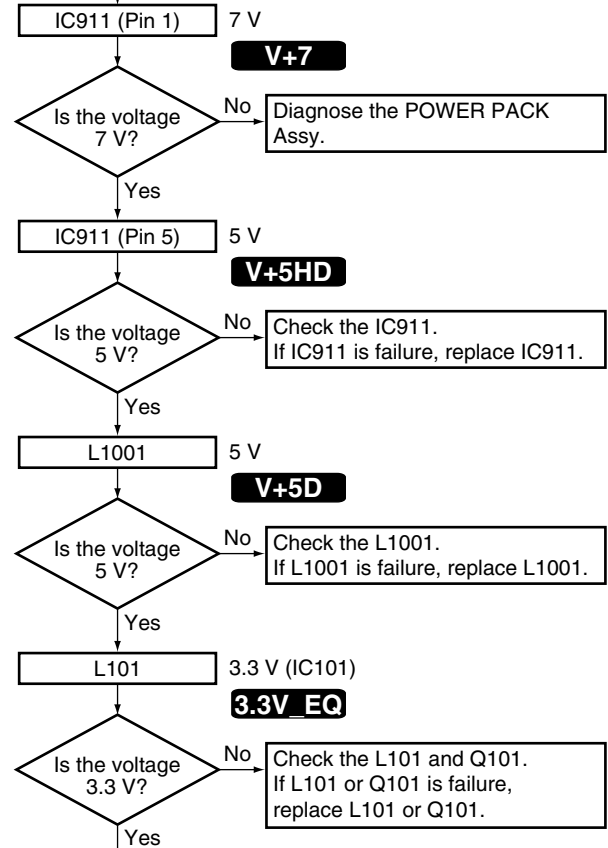 IC911 (Pin 1)
7 V
V+7
Is the voltage
7 V?
No
Diagnose the POWER PACK
Assy.
Yes
IC911 (Pin 5)
5 V
V+5HD
Is the voltage
5 V?
No
Check the IC911.
If IC911 is failure, replace IC911.
Yes
L1001
5 V
V+5D
Is the voltage
5 V?
No
Check the L1001.
If L1001 is failure, replace L1001.
Yes
L101
3.3 V (IC101)
3.3V_EQ
Is the voltage
3.3 V?
No
Check the L101 and Q101.
If L101 or Q101 is failure,
replace L101 or Q101.
Yes